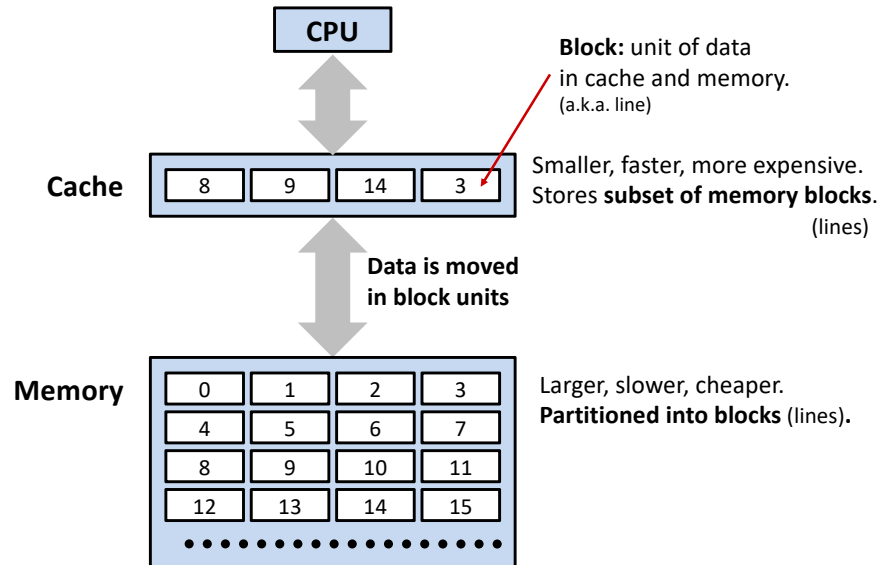 CPU
Block: unit of data
in cache and memory.
(a.k.a. line)
Cache
8 9 14 3
Smaller, faster, more expensive.
Stores subset of memory blocks.
(lines)
Data is moved
in block units
Memory
0 1 2 3
4 5 6 7
8 9 10 11
12 13 14 15
Larger, slower, cheaper.
Partitioned into blocks (lines).